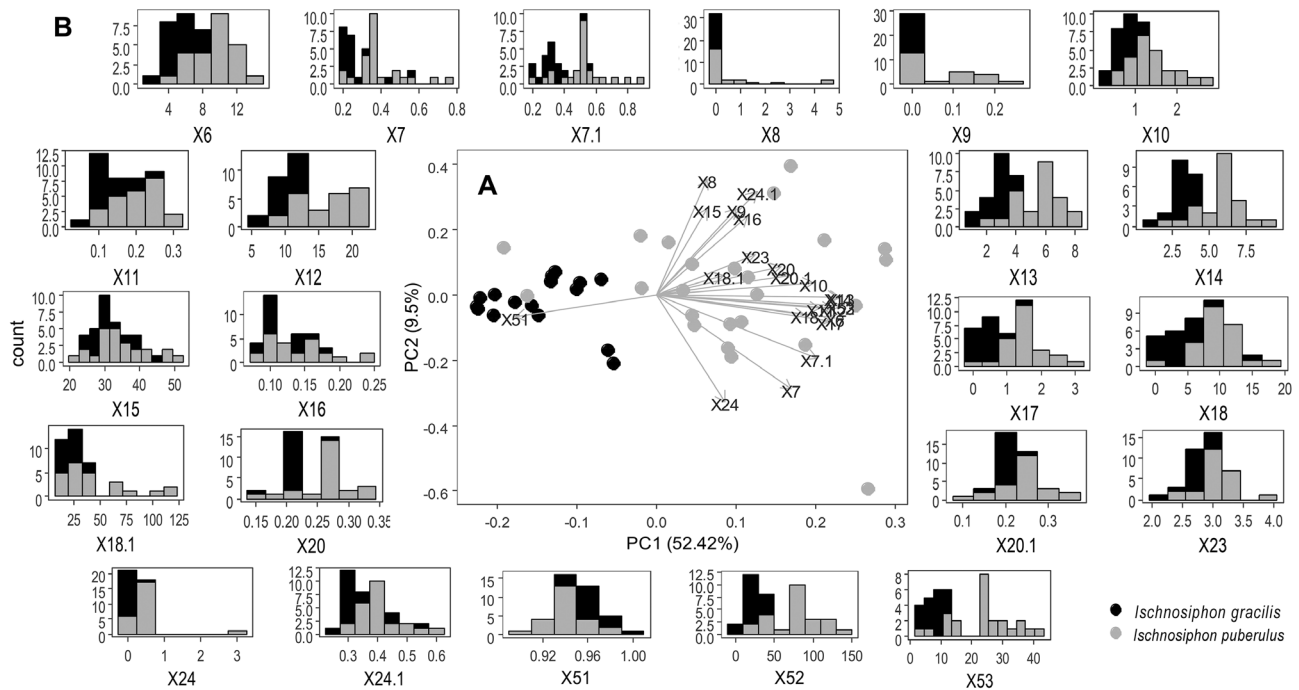 B
7.5
5.0
2.5
0.0
4 8 12
X6
10.0
7.5
5.0
2.5
0.0
0.2 0.4 0.6 0.8
X7
10.0
7.5
5.0
2.5
0.0
0.2 0.4 0.6 0.8
X7.1
30
20
10
0
0 1 2 3 4 5
X8
30
20
10
0
0.0 0.1 0.2
X9
10.0
7.5
5.0
2.5
0.0
1 2
X10
12.5
10.0
7.5
5.0
2.5
0.0
0.1 0.2 0.3
X11
10
5
0
5 10 15 20
X12
A
0.4
0.2
0.0
-0.2
-0.4
-0.6
PC2 (9.5%)
X8
X24.1
X15 X9
X16
X23
X20
X18.1 X20.1
X10
X51
X18
X7.1
X7
X24
-0.2 -0.1 0.0 0.1 0.2 0.3
PC1 (52.42%)
10.0
7.5
5.0
2.5
0.0
2 4 6 8
X13
9
6
3
0
2.5 5.0 7.5
X14
count
10.0
7.5
5.0
2.5
0.0
20 30 40 50
X15
10
5
0
0.10 0.15 0.20 0.25
X16
12.5
10.0
7.5
5.0
2.5
0.0
0 1 2 3
X17
9
6
3
0
0 5 10 15 20
X18
10
5
0
25 50 75 100 125
X18.1
15
10
5
0
0.15 0.20 0.25 0.30 0.35
X20
15
10
5
0
0.1 0.2 0.3
X20.1
15
10
5
0
2.0 2.5 3.0 3.5 4.0
X23
20
15
10
5
0
0 1 2 3
X24
12.5
10.0
7.5
5.0
2.5
0.0
0.3 0.4 0.5 0.6
X24.1
15
10
5
0
0.92 0.96 1.00
X51
12.5
10.0
7.5
5.0
2.5
0.0
0 50 100 150
X52
8
6
4
2
0
0 10 20 30 40
X53
Ischnosiphon gracilis
Ischnosiphon puberulus